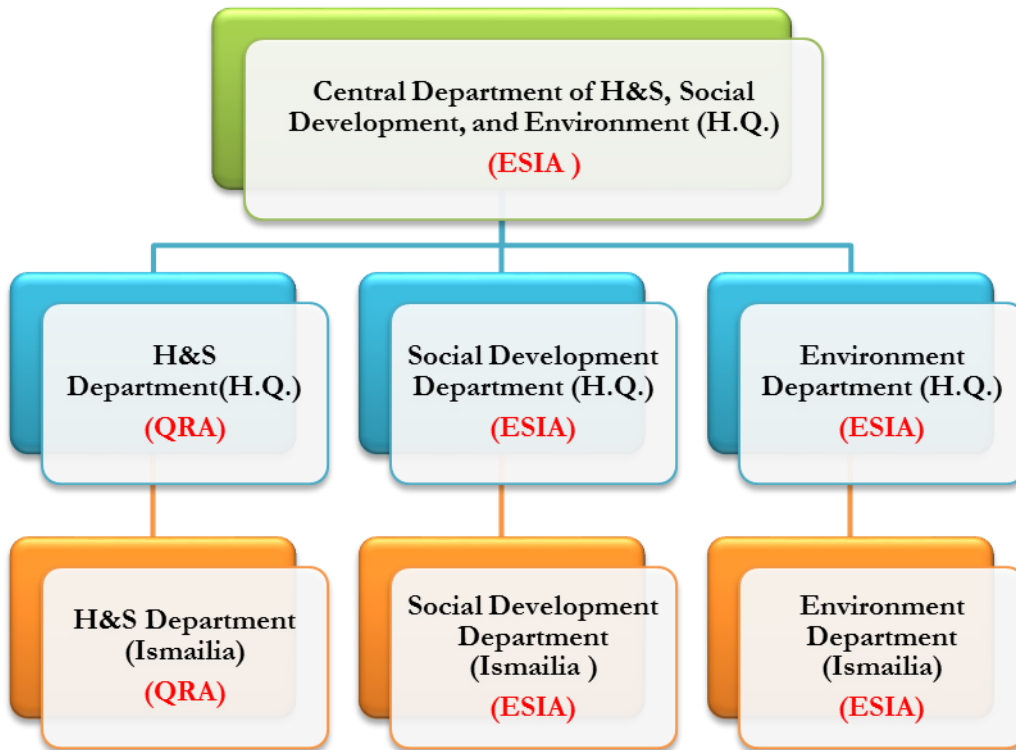 Central Department of H&S, Social
Development, and Environment (H.Q.)
(ESIA )
H&S
Department(H.Q.)
(QRA)
Social Development
Department (H.Q.)
(ESIA)
Environment
Department (H.Q.)
(ESIA)
H&S Department
(Ismailia)
(QRA)
Social Development
Department
(Ismailia )
(ESIA)
Environment
Department
(Ismailia)
(ESIA)